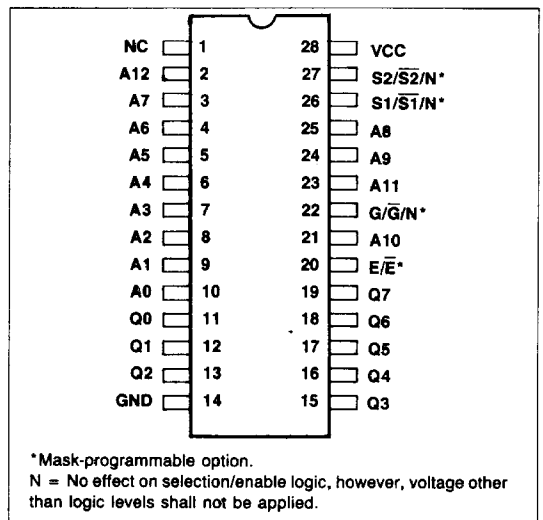 NC 1 28 VCC
A12 2 27 S2/S̅2̅/N*
A7 3 26 S1/S̅1̅/N*
A6 4 25 A8
A5 5 24 A9
A4 6 23 A11
A3 7 22 G/G̅/N*
A2 8 21 A10
A1 9 20 E/E̅*
A0 10 19 Q7
Q0 11 18 Q6
Q1 12 17 Q5
Q2 13 16 Q4
GND 14 15 Q3
*Mask-programmable option.
N = No effect on selection/enable logic, however, voltage other
than logic levels shall not be applied.